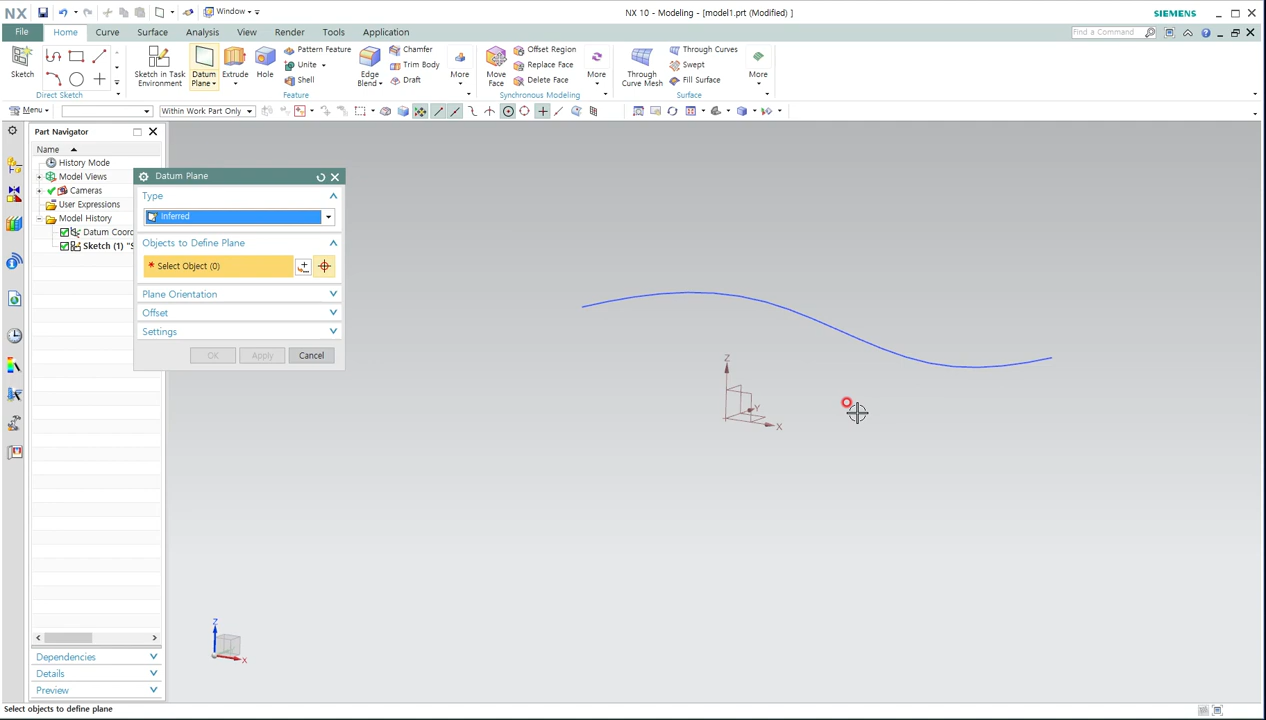 NX
Window
NX 10 - Modeling - [model1.prt (Modified) ]
SIEMENS
File
Home
Curve
Surface
Analysis
View
Render
Tools
Application
Find a Command
Sketch
Direct Sketch
Sketch in Task
Environment
Datum
Plane
Extrude
Hole
Pattern Feature
Unite
Shell
Feature
Edge
Blend
Chamfer
Trim Body
Draft
More
Move
Face
Offset Region
Replace Face
Delete Face
More
Synchronous Modeling
Through
Curve Mesh
Through Curves
Swept
Fill Surface
More
Surface
Menu
Within Work Part Only
Part Navigator
Name
History Mode
Model Views
Cameras
User Expressions
Model History
Datum Coord
Sketch (1) "S
Datum Plane
Type
Inferred
Objects to Define Plane
* Select Object (0)
Plane Orientation
Offset
Settings
OK
Apply
Cancel
Z
Y
X
Z
X
Dependencies
Details
Preview
Select objects to define plane